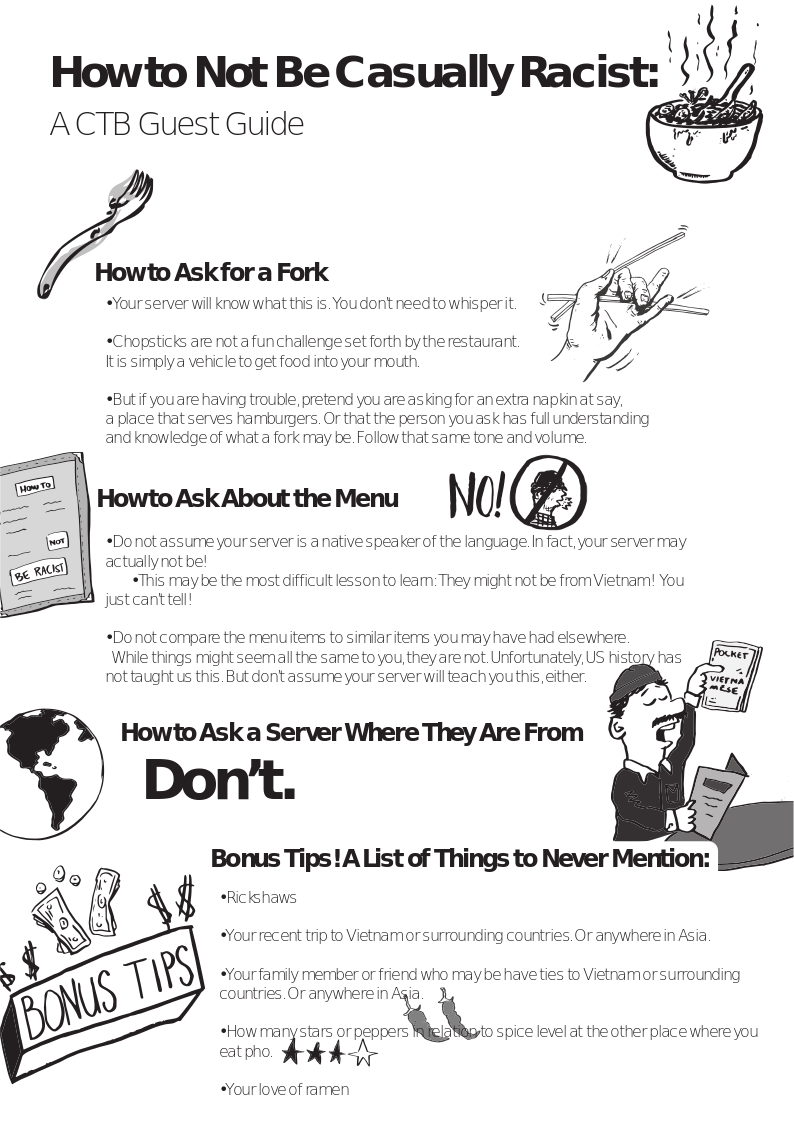 How to Not Be Casually Racist:
A CTB Guest Guide
How to Ask for a Fork
•Your server will know what this is. You don't need to whisper it.
•Chopsticks are not a fun challenge set forth by the restaurant.
It is simply a vehicle to get food into your mouth.
•But if you are having trouble, pretend you are asking for an extra napkin at say,
a place that serves hamburgers. Or that the person you ask has full understanding
and knowledge of what a fork may be. Follow that same tone and volume.
HOW TO
NOT
BE RACIST
How to Ask About the Menu
NO!
•Do not assume your server is a native speaker of the language. In fact, your server may
actually not be!
•This may be the most difficult lesson to learn: They might not be from Vietnam! You
just can't tell!
•Do not compare the menu items to similar items you may have had elsewhere.
While things might seem all the same to you, they are not. Unfortunately, US history has
not taught us this. But don't assume your server will teach you this, either.
POCKET
VIETNA
MESE
How to Ask a Server Where They Are From
Don't.
Bonus Tips! A List of Things to Never Mention:
•Rickshaws
•Your recent trip to Vietnam or surrounding countries. Or anywhere in Asia.
•Your family member or friend who may be have ties to Vietnam or surrounding
countries. Or anywhere in Asia.
•How many stars or peppers in relation to spice level at the other place where you
eat pho.
•Your love of ramen
$ $
$ $
BONUS TIPS